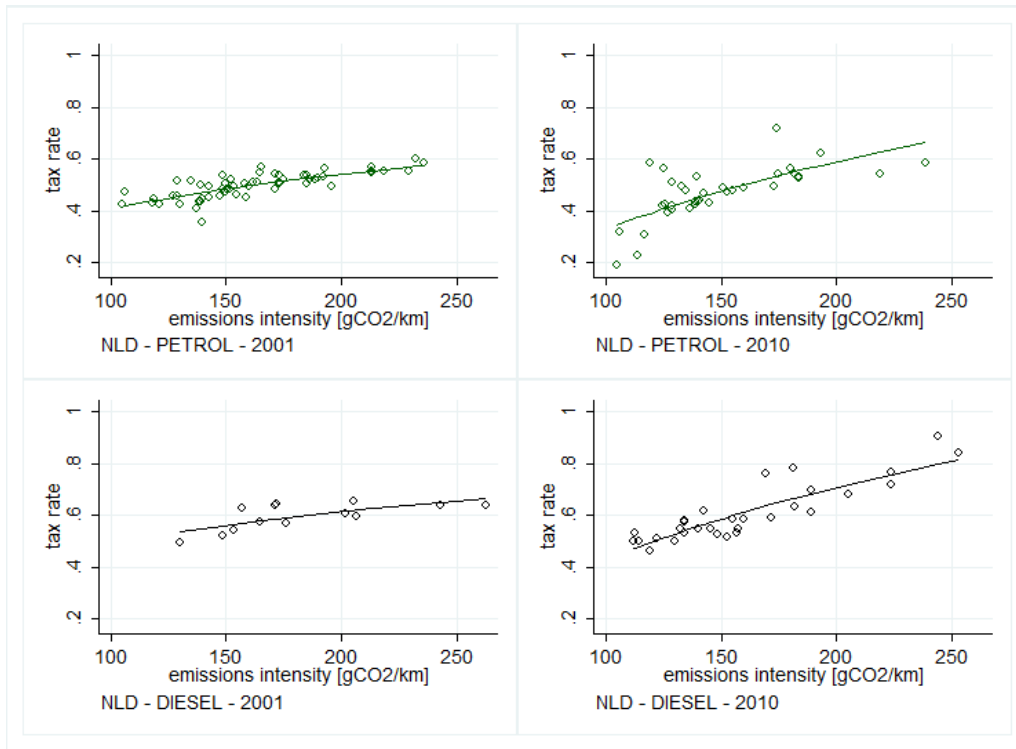 1
.8
.6
.4
.2
tax rate
100 150 200 250
emissions intensity [gCO2/km]
NLD - PETROL - 2001
1
.8
.6
.4
.2
tax rate
100 150 200 250
emissions intensity [gCO2/km]
NLD - PETROL - 2010
1
.8
.6
.4
.2
tax rate
100 150 200 250
emissions intensity [gCO2/km]
NLD - DIESEL - 2001
1
.8
.6
.4
.2
tax rate
100 150 200 250
emissions intensity [gCO2/km]
NLD - DIESEL - 2010